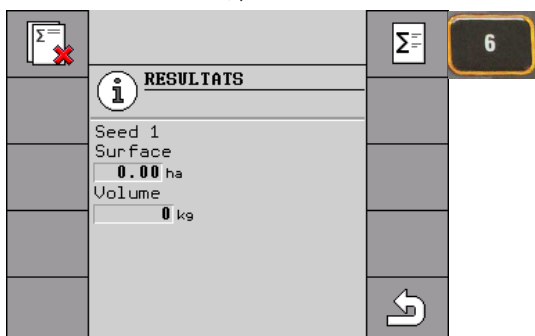 Σ=
Σ=
6
i
RESULTATS
Seed 1
Surface
0.00 ha
Volume
0 kg